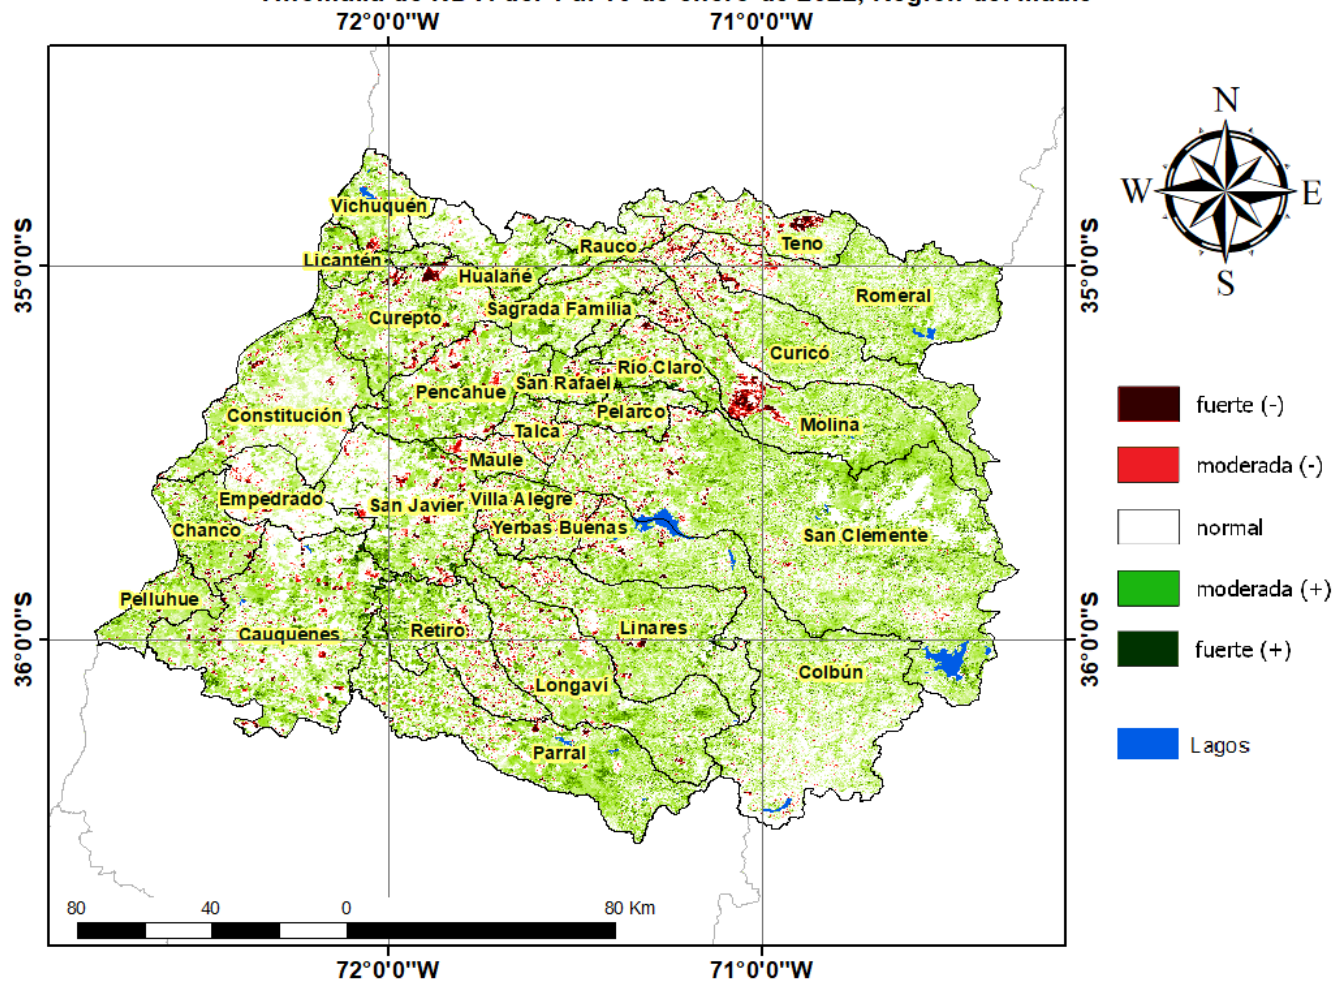 72°0'0"W
71°0'0"W
N
W
E
S
35°0'0"S
35°0'0"S
Vichuquén
Rauco
Teno
Licantén
Hualañé
Romeral
Sagrada Familia
Curepto
Curicó
Río Claro
San Rafael
Pencahue
Pelarco
Constitución
Molina
Talca
Maule
Empedrado
San Javier
Villa Alegre
Chanco
Yerbas Buenas
San Clemente
Pelluhue
Cauquenes
Retiro
Linares
36°0'0"S
36°0'0"S
Colbún
Longaví
Parral
fuerte (-)
moderada (-)
normal
moderada (+)
fuerte (+)
Lagos
80
40
0
80 Km
72°0'0"W
71°0'0"W